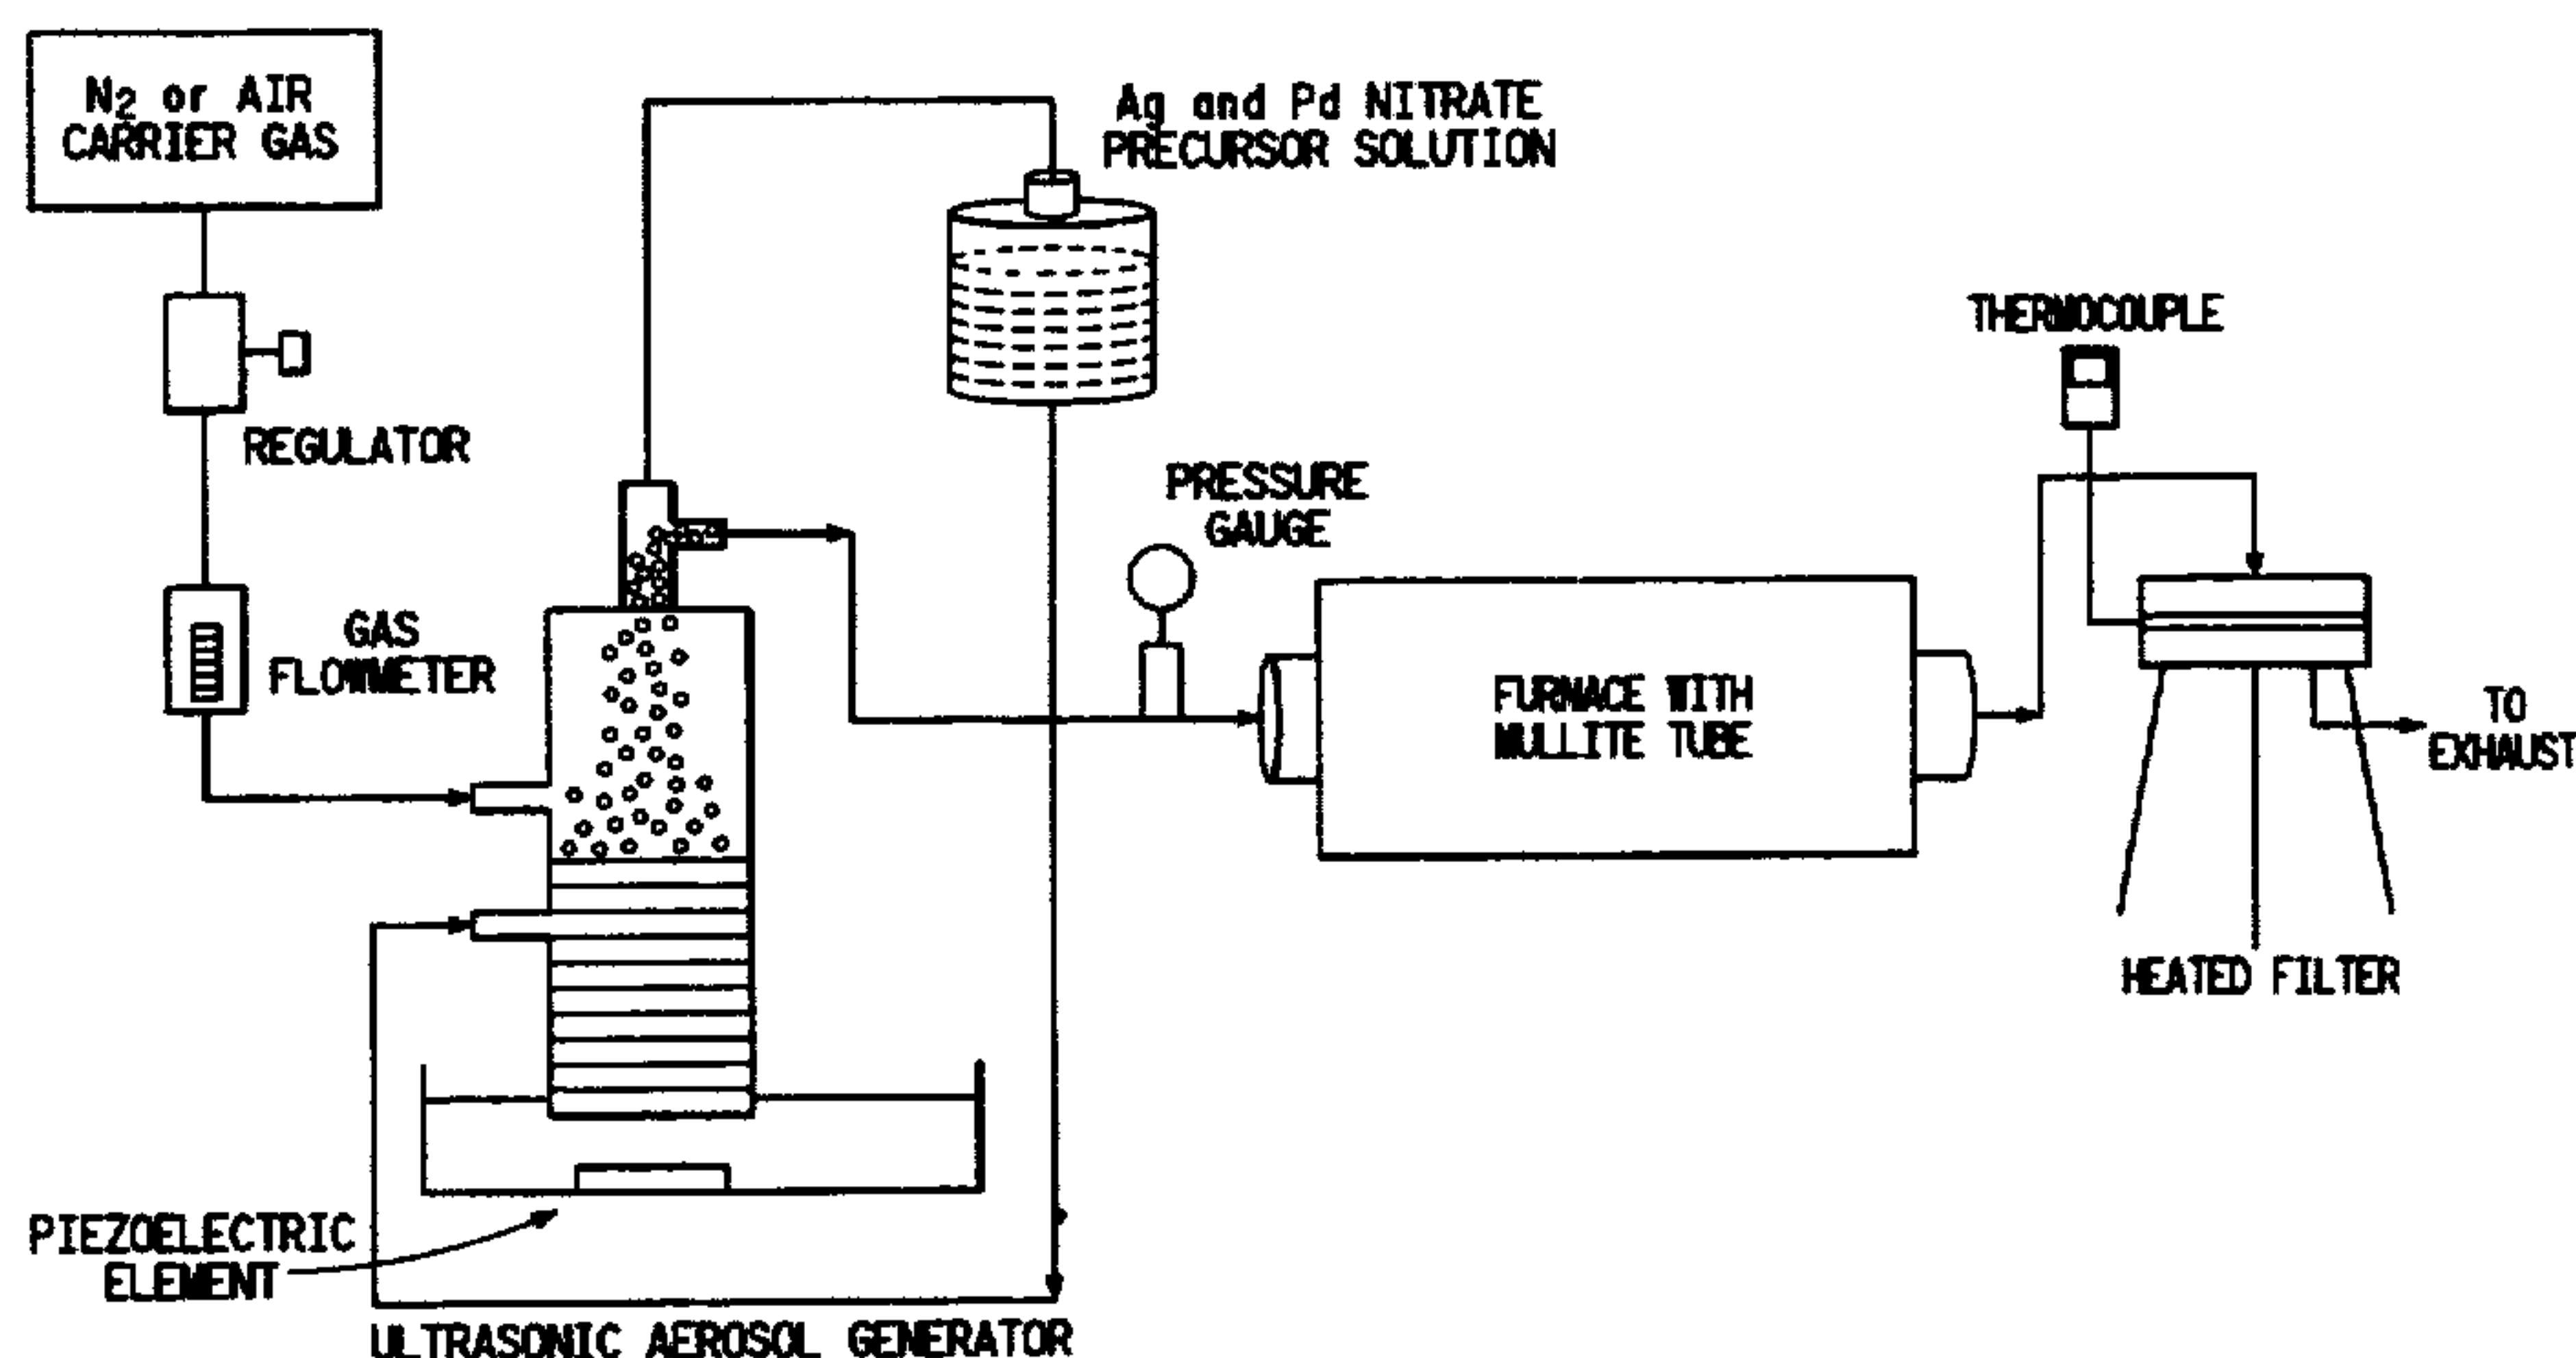 N2 or AIR
CARRIER GAS
Ag and Pd NITRATE
PRECURSOR SOLUTION
THERMOCOUPLE
REGULATOR
PRESSURE
GAUGE
GAS
FLOWMETER
FURNACE WITH
MULLITE TUBE
TO
EXHAUST
HEATED FILTER
PIEZOELECTRIC
ELEMENT
ULTRASONIC AEROSOL GENERATOR